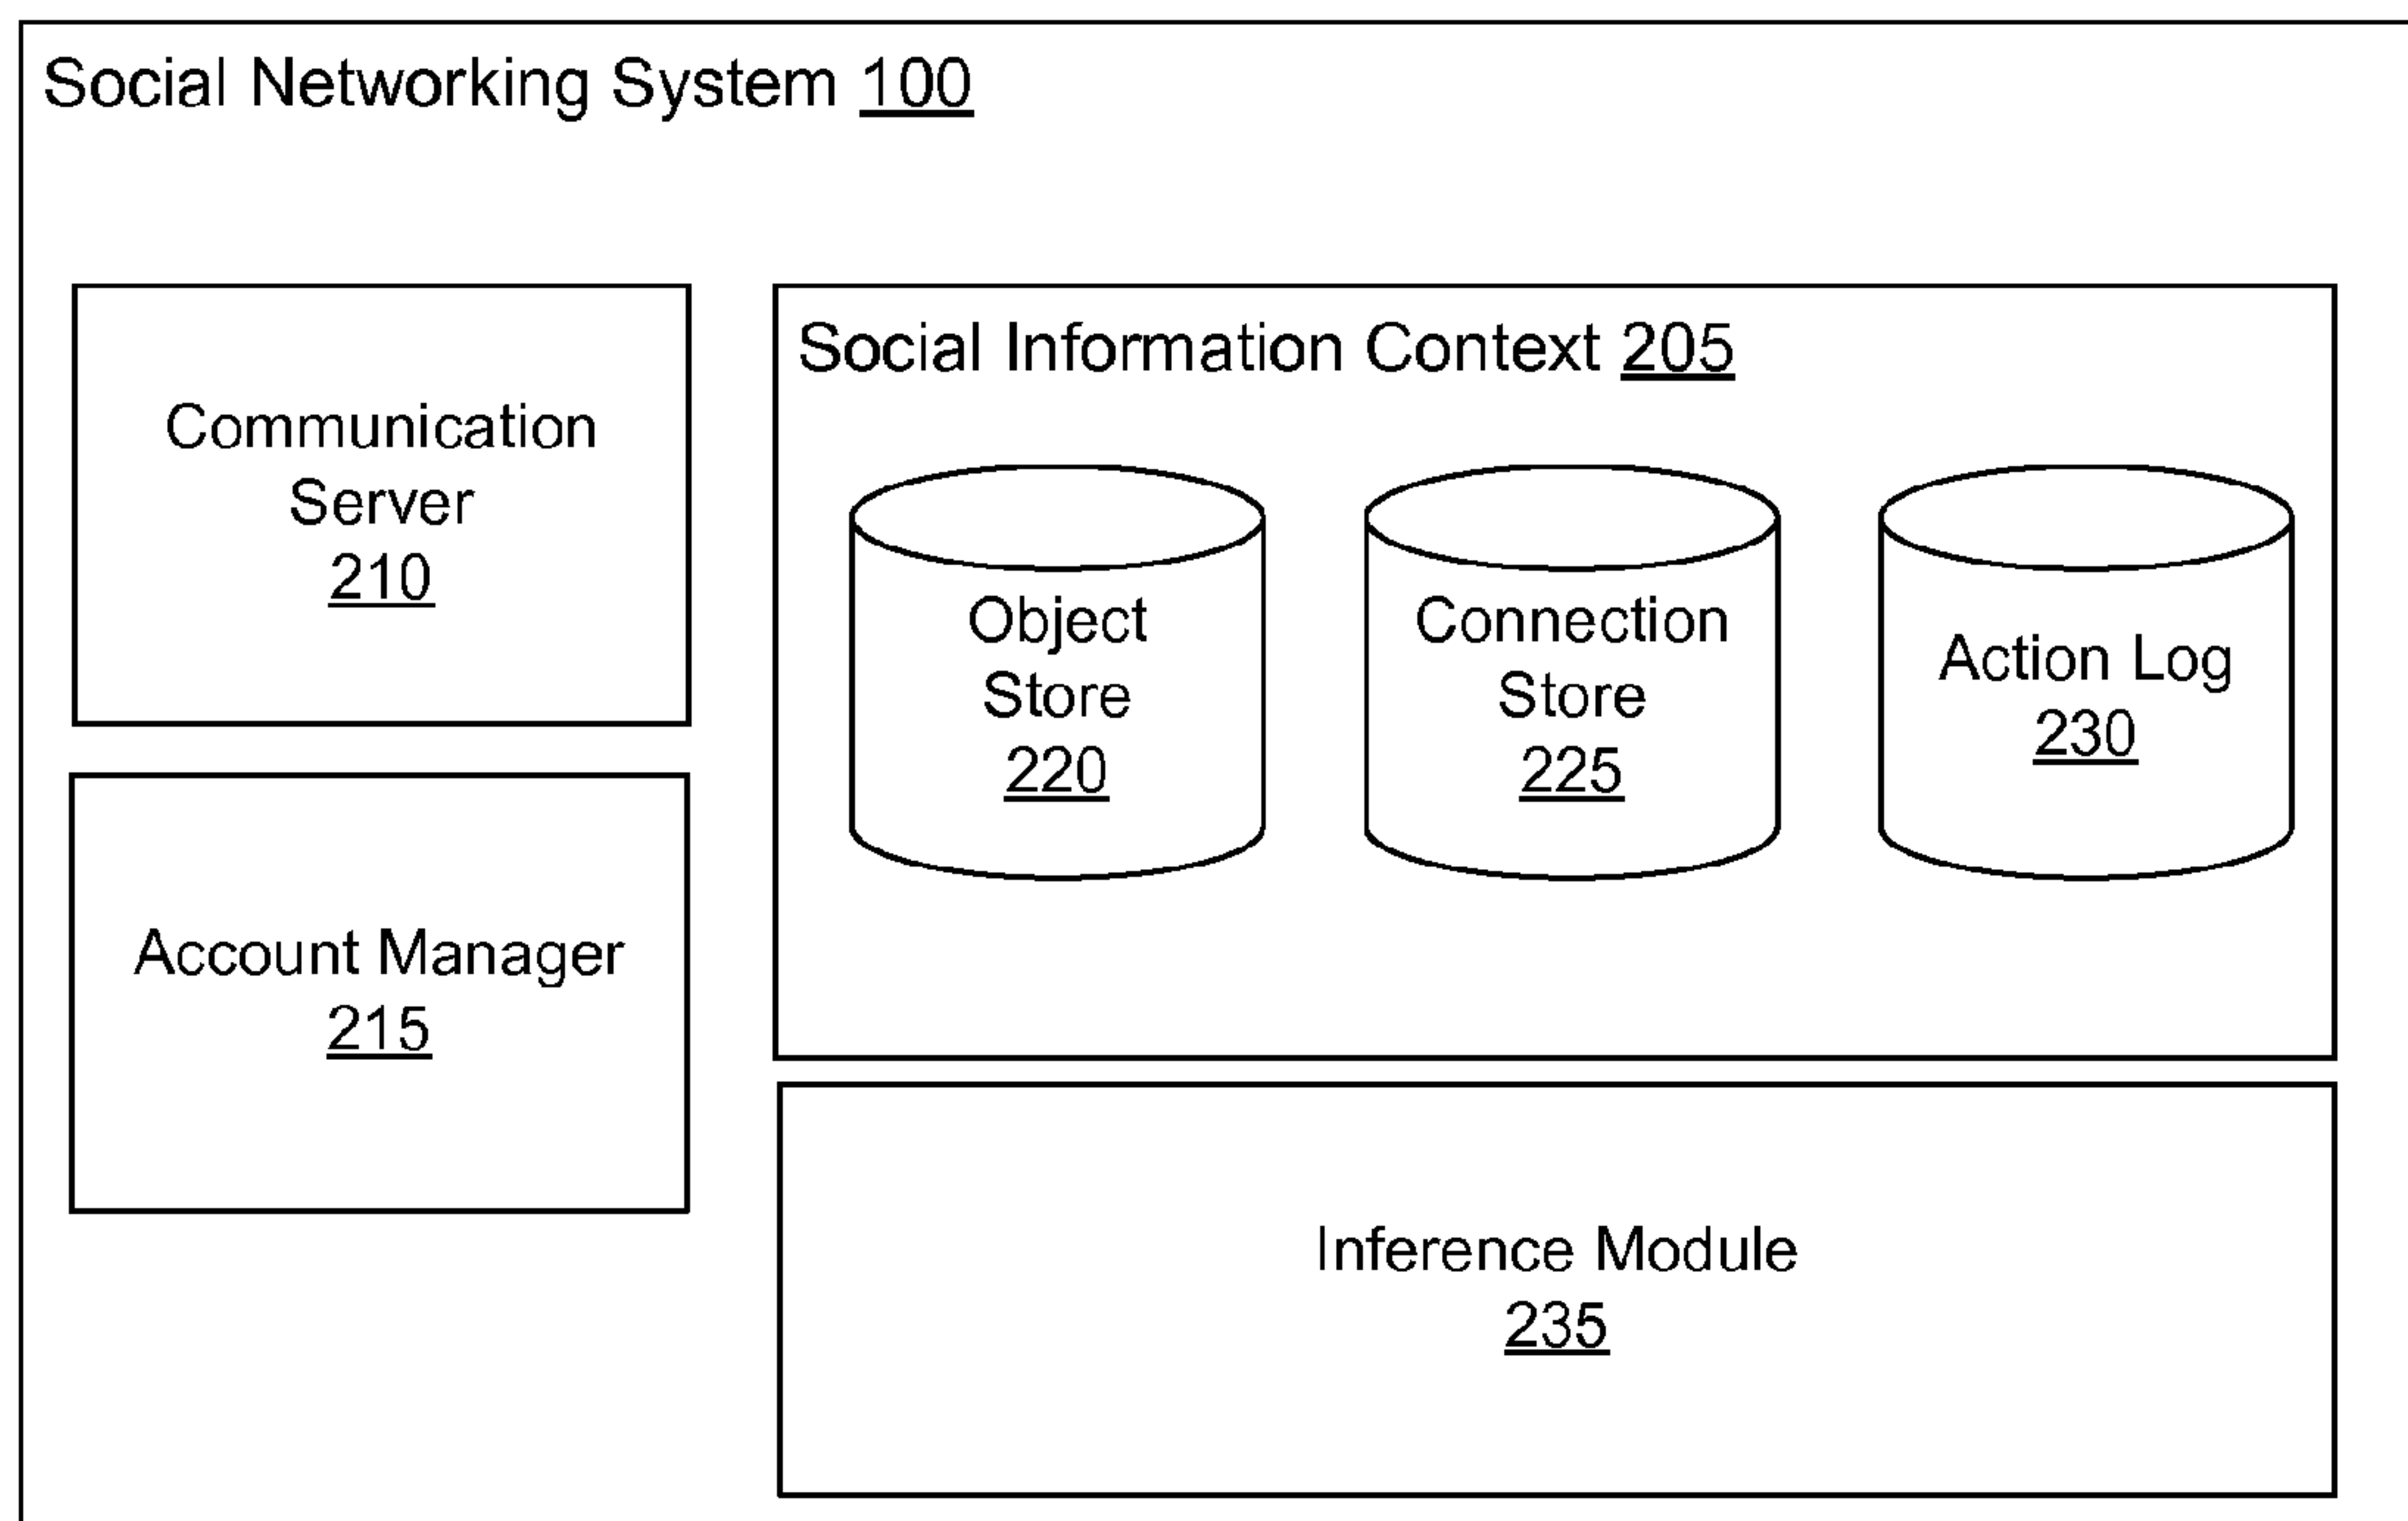 Social Networking System 100
Communication
Server
210
Account Manager
215
Social Information Context 205
Object
Store
220
Connection
Store
225
Action Log
230
Inference Module
235